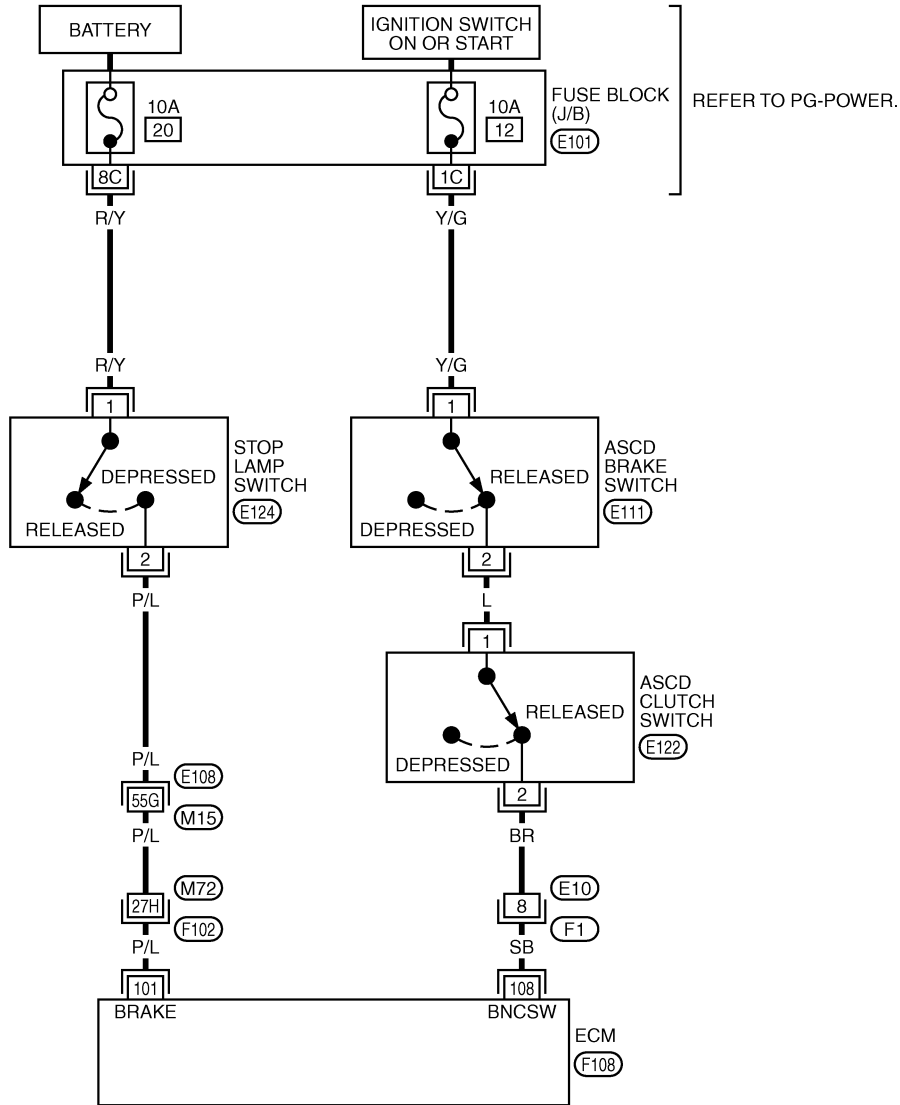 BATTERY
IGNITION SWITCH
ON OR START
10A
20
10A
12
FUSE BLOCK
(J/B)
E101
REFER TO PG-POWER.
8C
1C
R/Y
Y/G
R/Y
Y/G
1
1
DEPRESSED
RELEASED
STOP
LAMP
SWITCH
E124
RELEASED
DEPRESSED
ASCD
BRAKE
SWITCH
E111
2
2
P/L
L
1
RELEASED
DEPRESSED
ASCD
CLUTCH
SWITCH
E122
P/L
E108
55G
M15
P/L
2
BR
M72
27H
F102
P/L
E10
8
F1
SB
101
108
BRAKE
BNCSW
ECM
F108